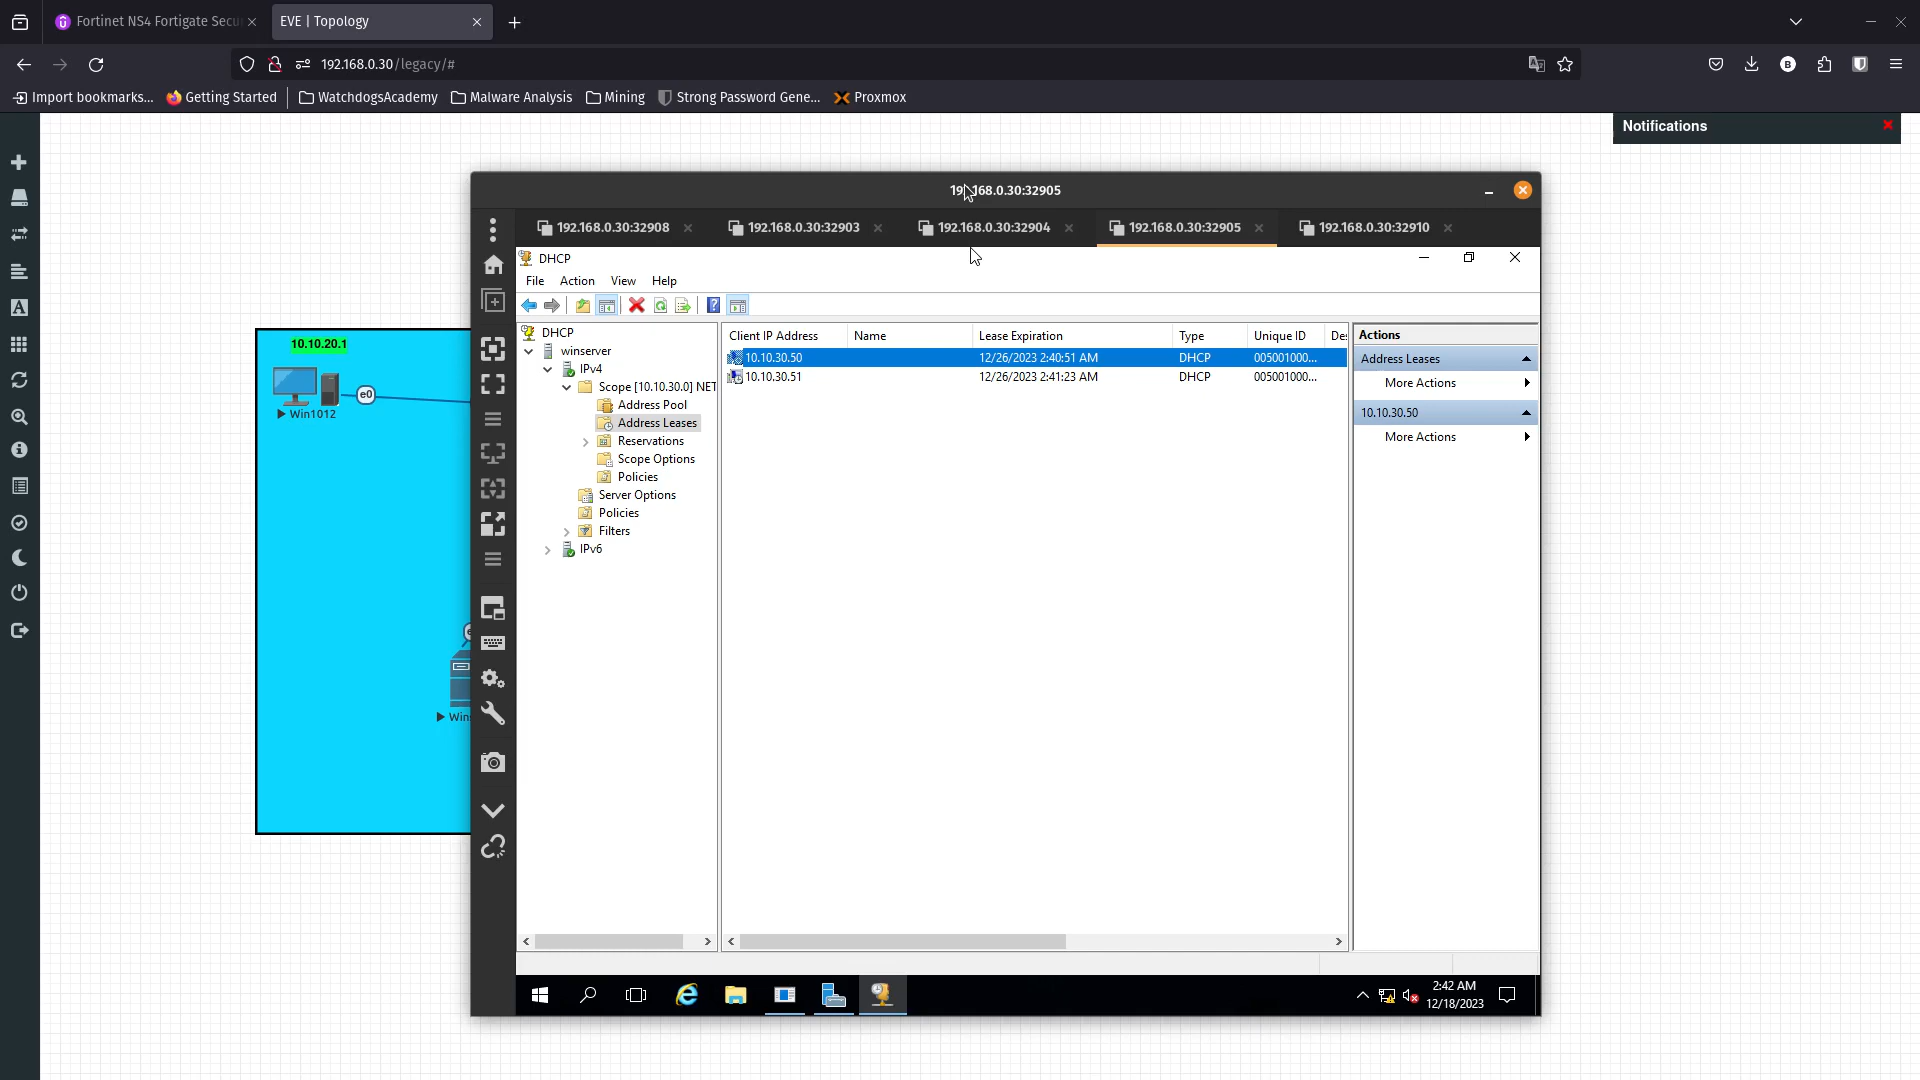 Fortinet NS4 Fortigate Secu
EVE | Topology
192.168.0.30/legacy/#
Import bookmarks...
Getting Started
WatchdogsAcademy
Malware Analysis
Mining
Strong Password Gene...
Proxmox
Notifications
192.168.0.30:32905
192.168.0.30:32908
192.168.0.30:32903
192.168.0.30:32904
192.168.0.30:32905
192.168.0.30:32910
DHCP
File Action View Help
DHCP
winserver
IPv4
Scope [10.10.30.0] NET
Address Pool
Address Leases
Reservations
Scope Options
Policies
Server Options
Policies
Filters
IPv6
Client IP Address Name Lease Expiration Type Unique ID Des
10.10.30.50 12/26/2023 2:40:51 AM DHCP 005001000...
10.10.30.51 12/26/2023 2:41:23 AM DHCP 005001000...
Actions
Address Leases
More Actions
10.10.30.50
More Actions
10.10.20.1
e0
Win1012
Win
2:42 AM
12/18/2023